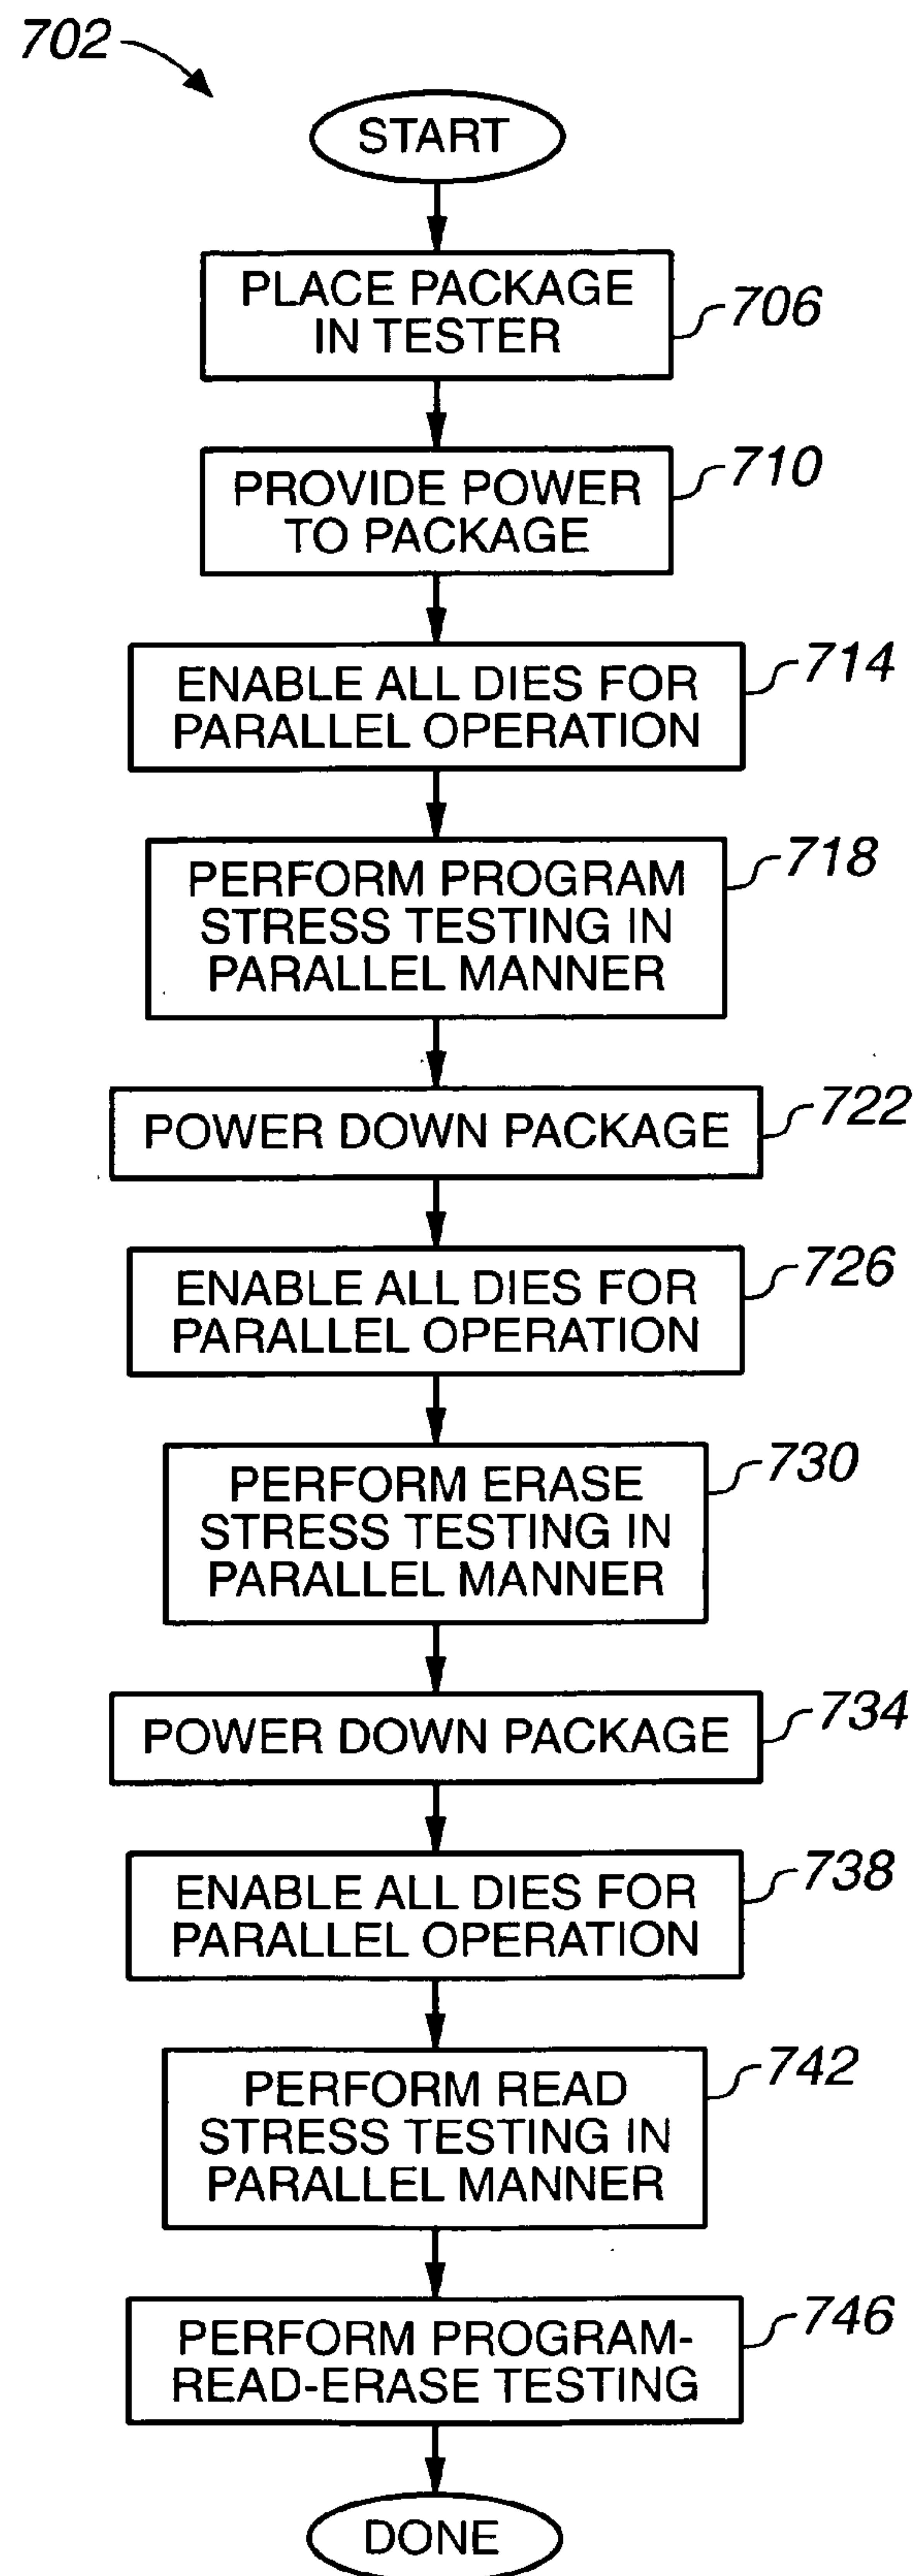 702
START
PLACE PACKAGE
IN TESTER
706
PROVIDE POWER
TO PACKAGE
710
ENABLE ALL DIES FOR
PARALLEL OPERATION
714
PERFORM PROGRAM
STRESS TESTING IN
PARALLEL MANNER
718
POWER DOWN PACKAGE
722
ENABLE ALL DIES FOR
PARALLEL OPERATION
726
PERFORM ERASE
STRESS TESTING IN
PARALLEL MANNER
730
POWER DOWN PACKAGE
734
ENABLE ALL DIES FOR
PARALLEL OPERATION
738
PERFORM READ
STRESS TESTING IN
PARALLEL MANNER
742
PERFORM PROGRAM-
READ-ERASE TESTING
746
DONE